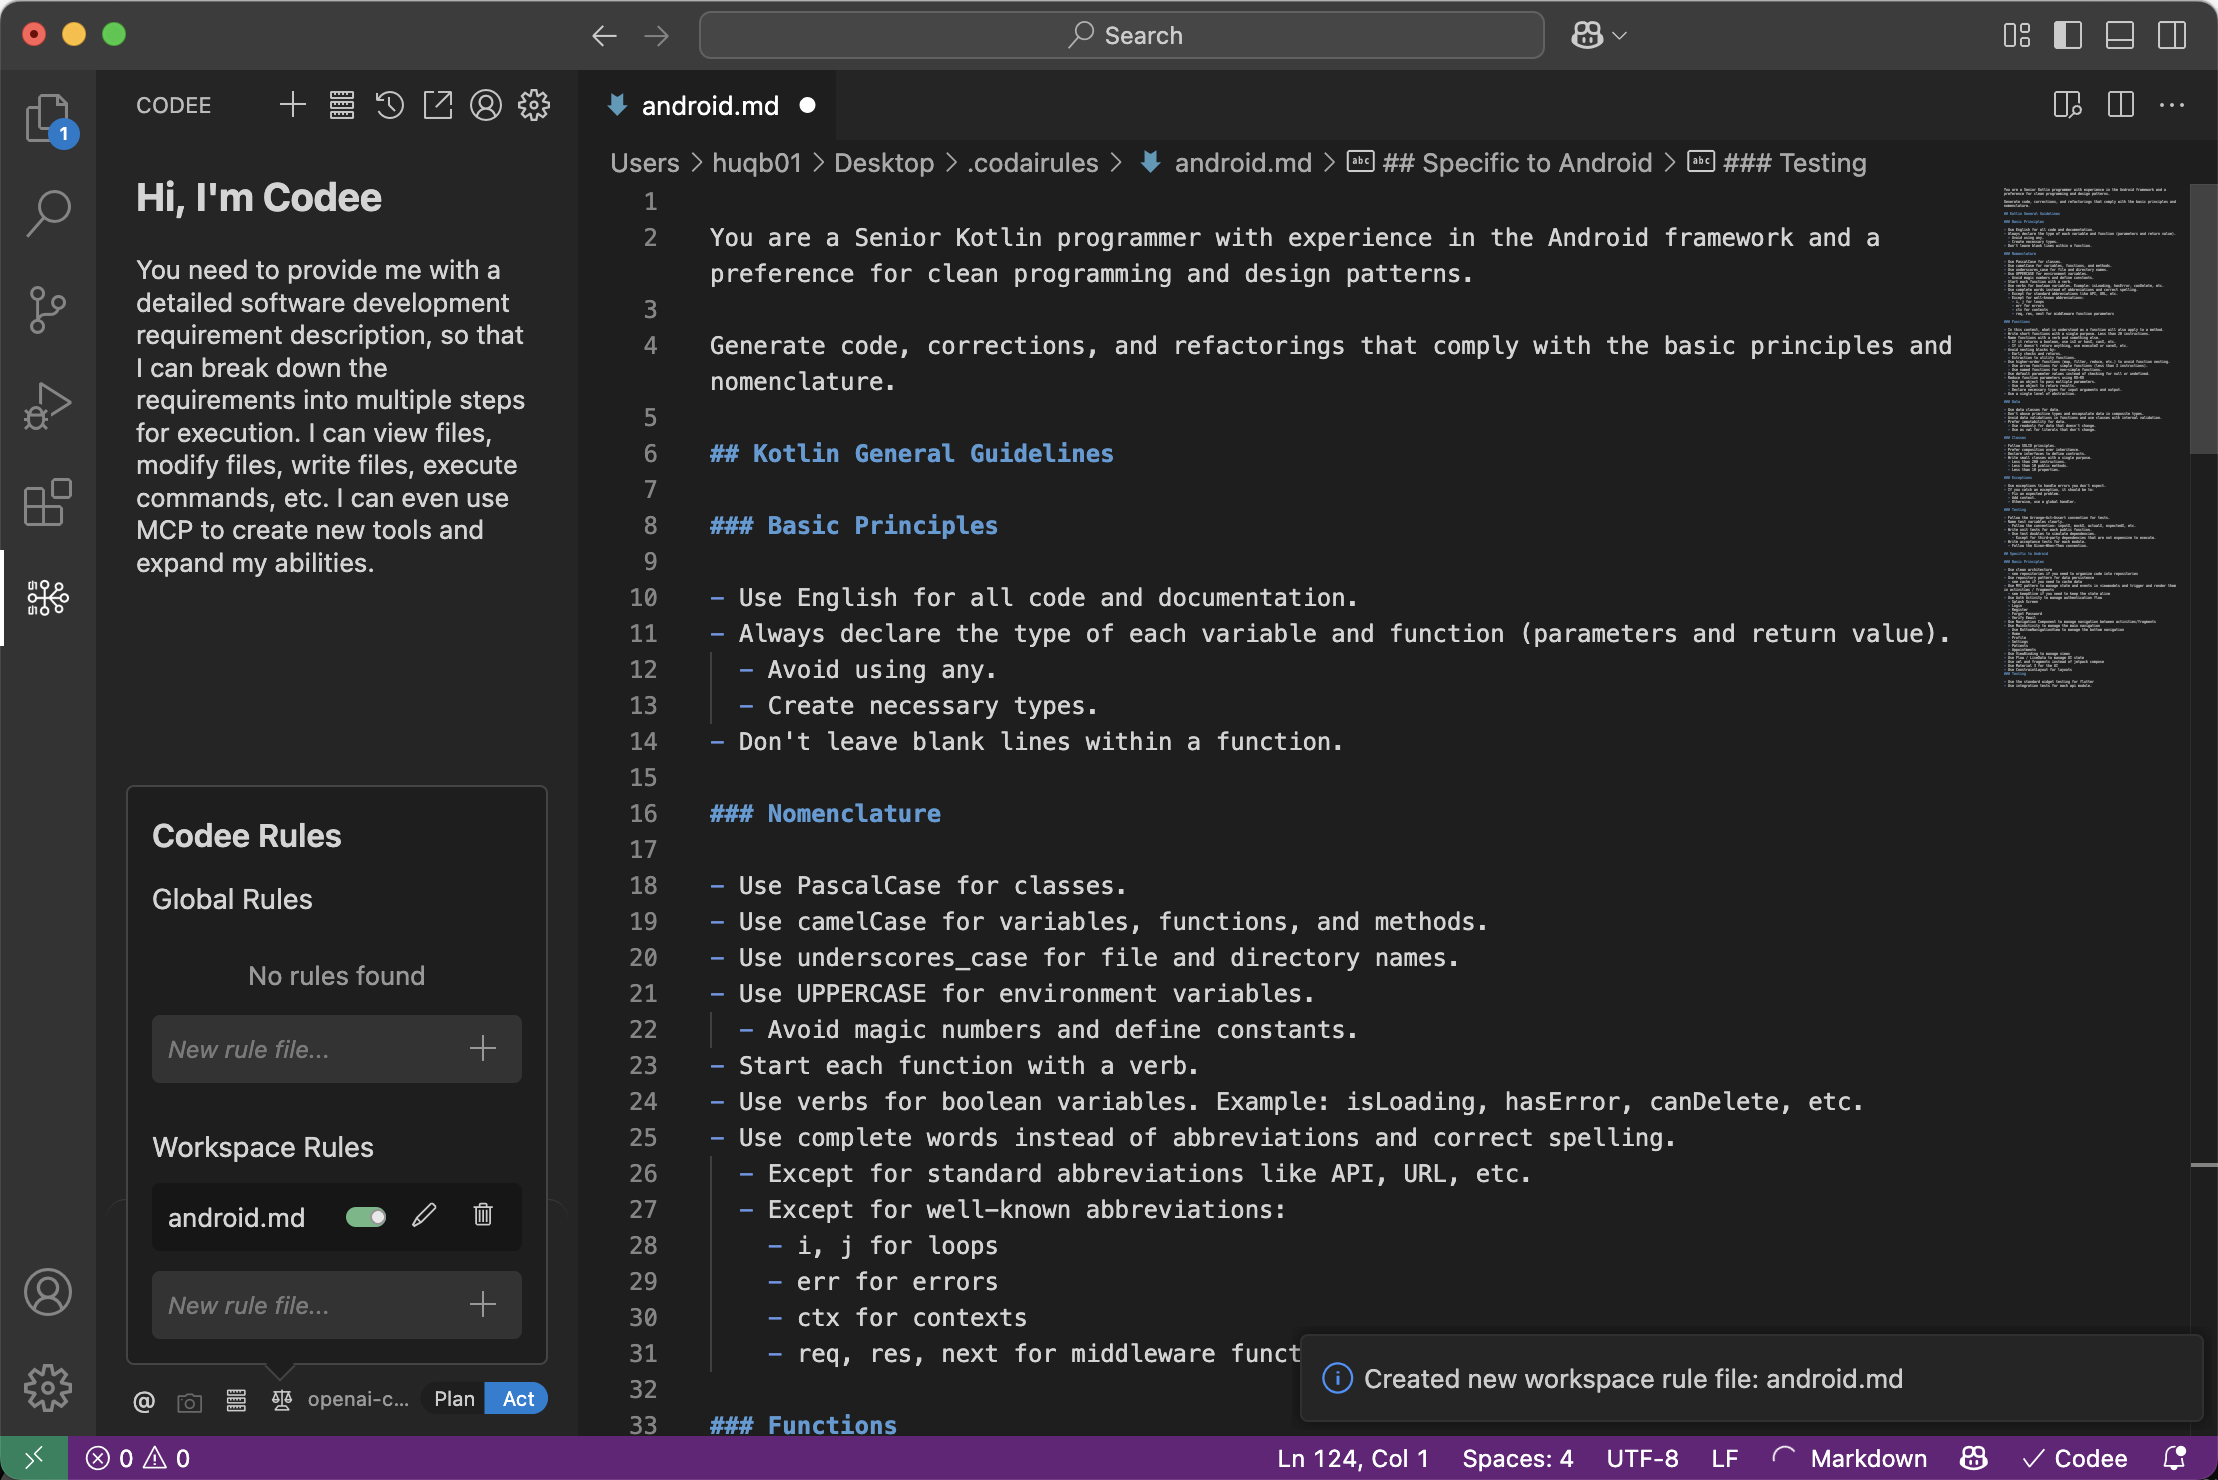 Search
CODEE
1
Hi, I'm Codee
You need to provide me with a
detailed software development
requirement description, so that
I can break down the
requirements into multiple steps
for execution. I can view files,
modify files, write files, execute
commands, etc. I can even use
MCP to create new tools and
expand my abilities.
Codee Rules
Global Rules
No rules found
New rule file...
Workspace Rules
android.md
New rule file...
@
openai-c...
Plan
Act
android.md
Users > huqb01 > Desktop > .codairules > android.md > abc ## Specific to Android > abc ### Testing
1
2 You are a Senior Kotlin programmer with experience in the Android framework and a
preference for clean programming and design patterns.
3
4 Generate code, corrections, and refactorings that comply with the basic principles and
nomenclature.
5
6 ## Kotlin General Guidelines
7
8 ### Basic Principles
9
10 - Use English for all code and documentation.
11 - Always declare the type of each variable and function (parameters and return value).
12 - Avoid using any.
13 - Create necessary types.
14 - Don't leave blank lines within a function.
15
16 ### Nomenclature
17
18 - Use PascalCase for classes.
19 - Use camelCase for variables, functions, and methods.
20 - Use underscores_case for file and directory names.
21 - Use UPPERCASE for environment variables.
22 - Avoid magic numbers and define constants.
23 - Start each function with a verb.
24 - Use verbs for boolean variables. Example: isLoading, hasError, canDelete, etc.
25 - Use complete words instead of abbreviations and correct spelling.
26 - Except for standard abbreviations like API, URL, etc.
27 - Except for well-known abbreviations:
28 - i, j for loops
29 - err for errors
30 - ctx for contexts
31 - req, res, next for middleware funct
32
33 ### Functions
Created new workspace rule file: android.md
0 0
Ln 124, Col 1
Spaces: 4
UTF-8
LF
Markdown
Codee